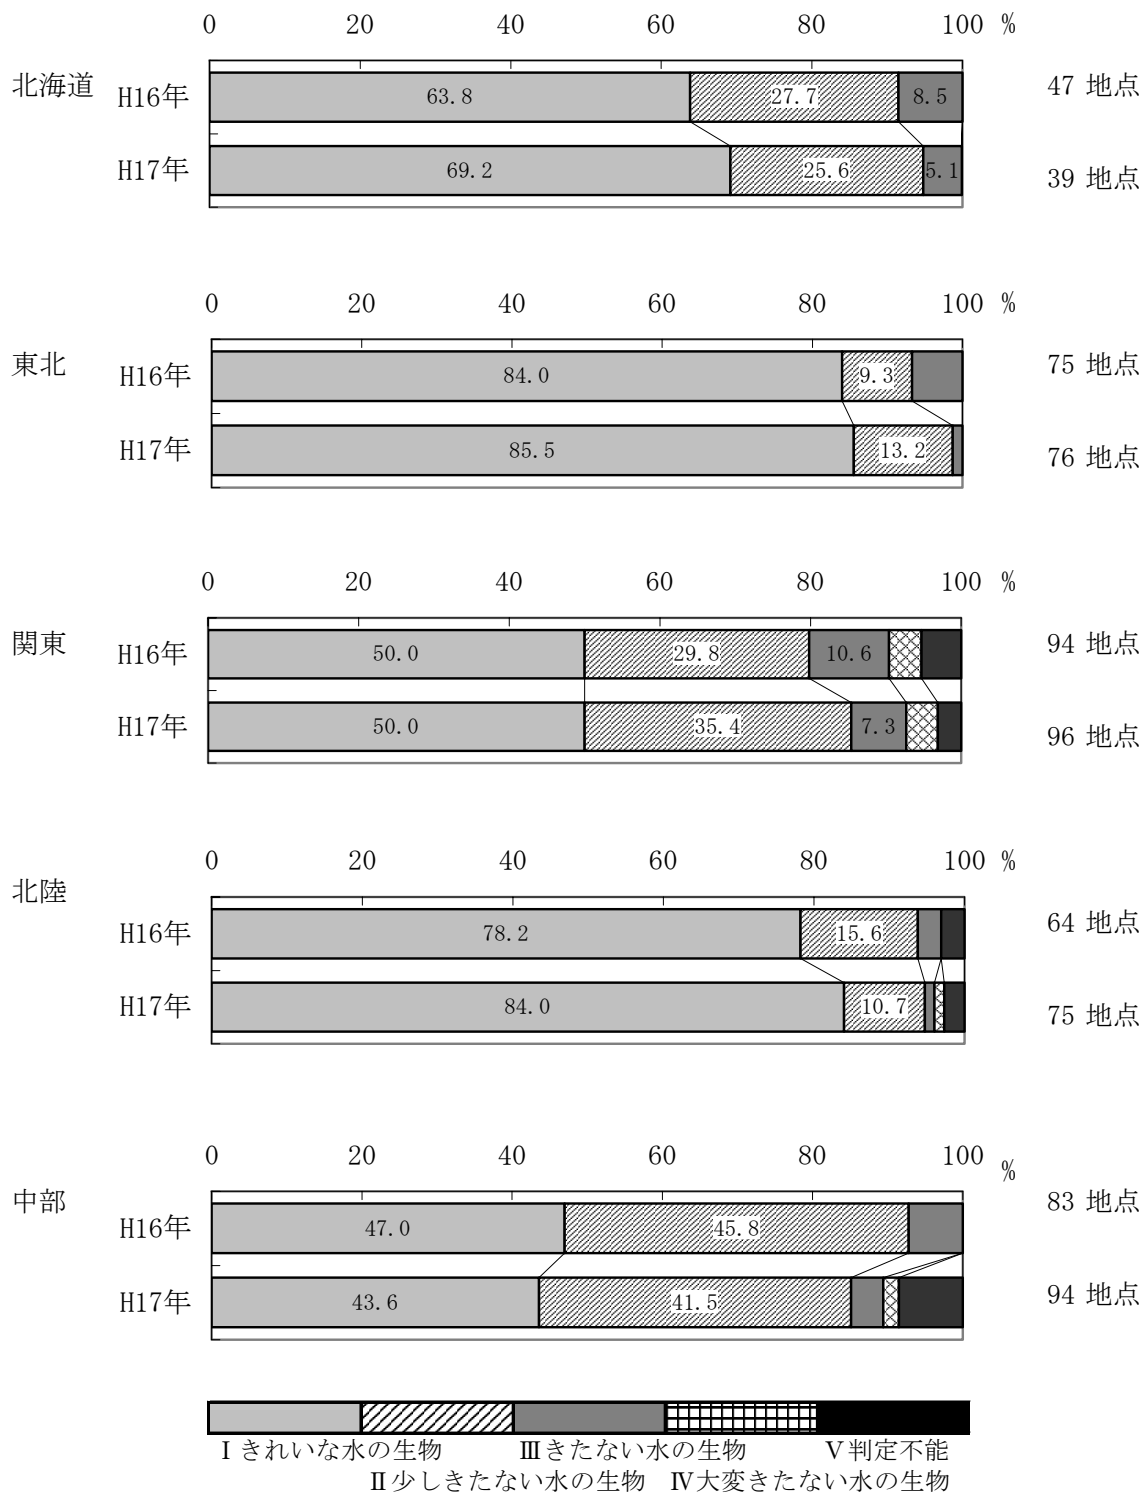 0 20 40 60 80 100 %
北海道 H16年 63.8 27.7 8.5 47 地点
H17年 69.2 25.6 5.1 39 地点
0 20 40 60 80 100 %
東北 H16年 84.0 9.3 75 地点
H17年 85.5 13.2 76 地点
0 20 40 60 80 100 %
関東 H16年 50.0 29.8 10.6 94 地点
H17年 50.0 35.4 7.3 96 地点
0 20 40 60 80 100 %
北陸 H16年 78.2 15.6 64 地点
H17年 84.0 10.7 75 地点
0 20 40 60 80 100 %
中部 H16年 47.0 45.8 83 地点
H17年 43.6 41.5 94 地点
Ⅰきれいな水の生物 Ⅲきたない水の生物 Ⅴ判定不能
Ⅱ少しきたない水の生物 Ⅳ大変きたない水の生物